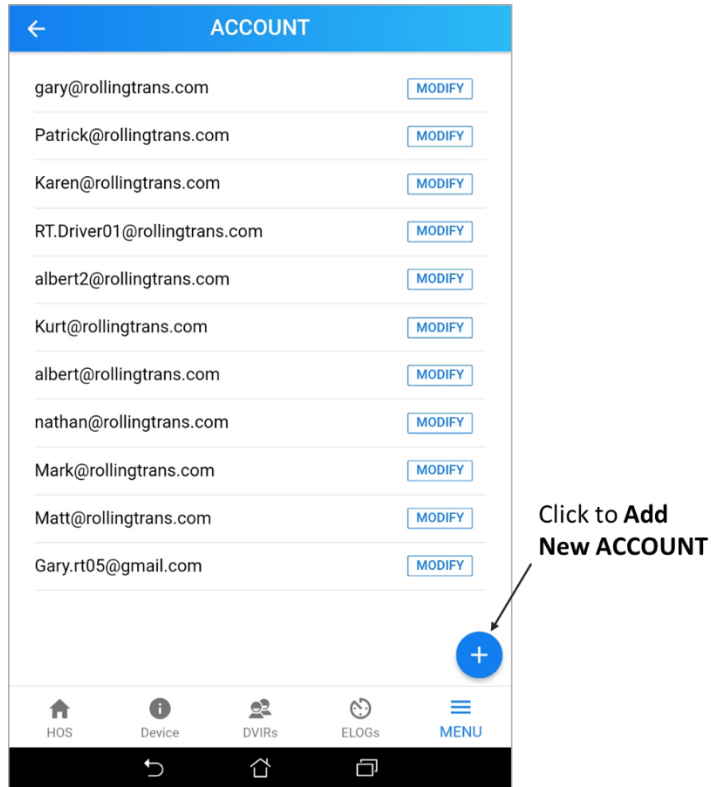 ACCOUNT
gary@rollingtrans.com MODIFY
Patrick@rollingtrans.com MODIFY
Karen@rollingtrans.com MODIFY
RT.Driver01@rollingtrans.com MODIFY
albert2@rollingtrans.com MODIFY
Kurt@rollingtrans.com MODIFY
albert@rollingtrans.com MODIFY
nathan@rollingtrans.com MODIFY
Mark@rollingtrans.com MODIFY
Matt@rollingtrans.com MODIFY
Gary.rt05@gmail.com MODIFY
Click to Add
New ACCOUNT
HOS Device DVIRs ELOGs MENU